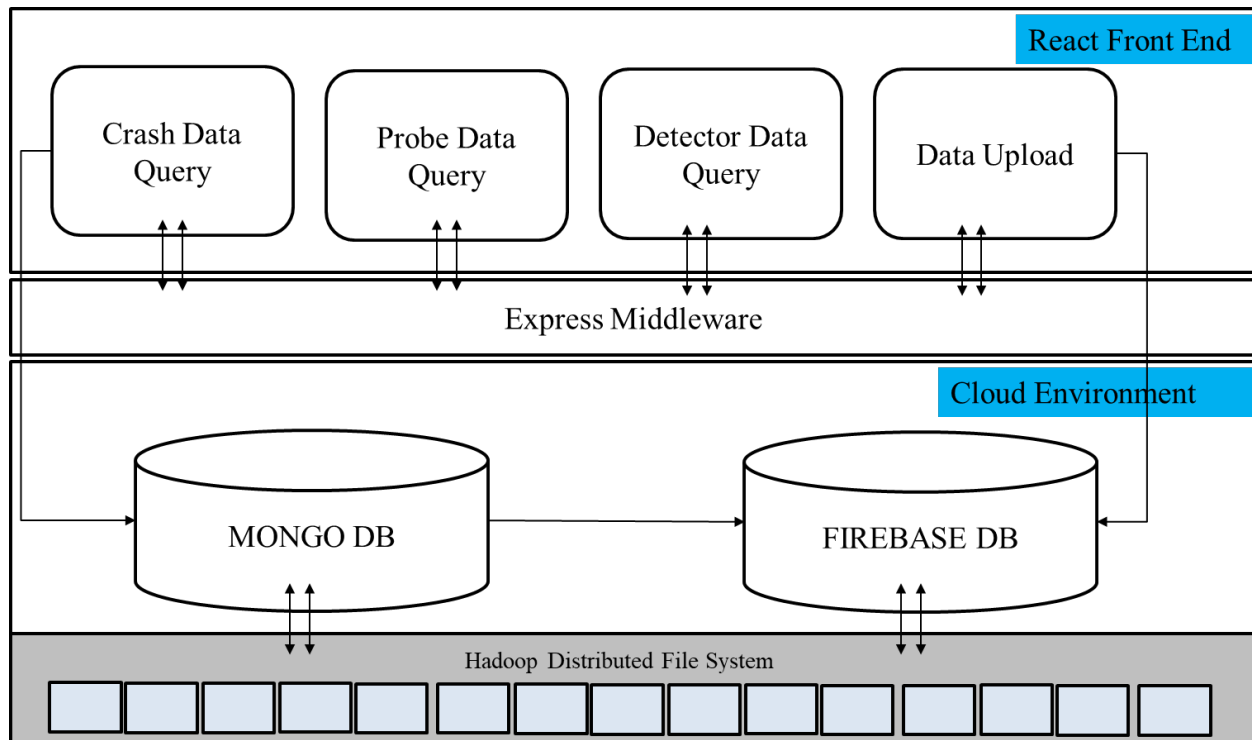 React Front End
Crash Data
Query
Probe Data
Query
Detector Data
Query
Data Upload
Express Middleware
Cloud Environment
MONGO DB
FIREBASE DB
Hadoop Distributed File System